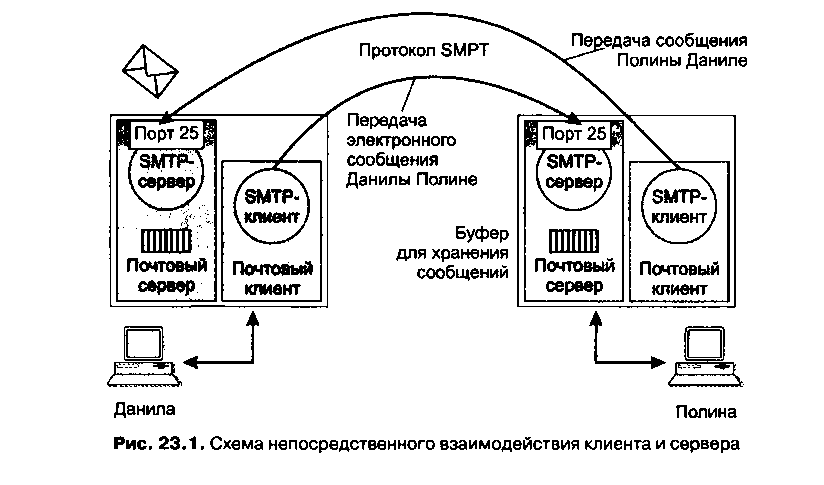 Протокол SMPT
Передача сообщения
Полины Даниле
Порт 25
SMTP-
сервер
Почтовый
сервер
SMTP-
клиент
Почтовый
клиент
Передача
электронного
сообщения
Данилы Полине
Буфер
для хранения
сообщений
Порт 25
SMTP-
сервер
Почтовый
сервер
SMTP-
клиент
Почтовый
клиент
Данила
Полина
Рис. 23.1. Схема непосредственного взаимодействия клиента и сервера